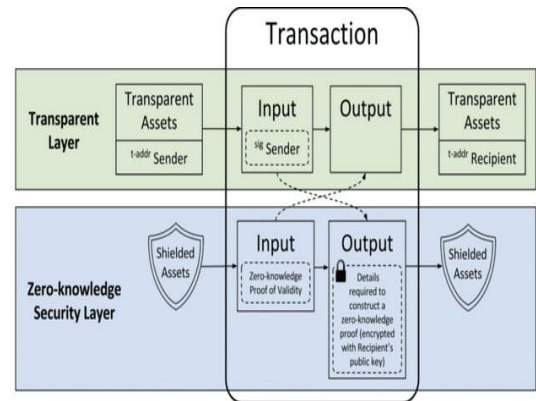 Transaction
Transparent
Layer
Transparent
Assets
t-addr Sender
Input
sig Sender
Output
Transparent
Assets
t-addr Recipient
Zero-knowledge
Security Layer
Shielded
Assets
Input
Zero-knowledge
Proof of Validity
Output
Details
required to
construct a
zero-knowledge
proof (encrypted
with Recipient's
public key)
Shielded
Assets